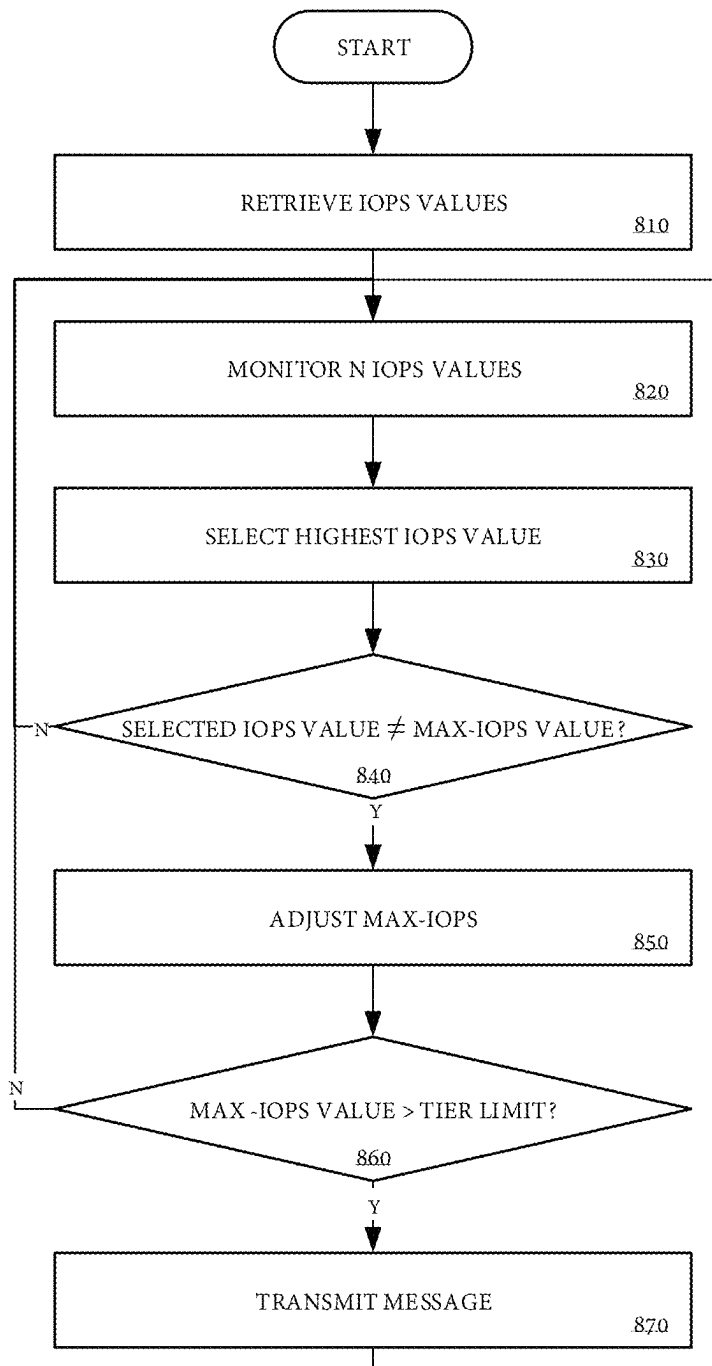 START
RETRIEVE IOPS VALUES
810
MONITOR N IOPS VALUES
820
SELECT HIGHEST IOPS VALUE
830
SELECTED IOPS VALUE ≠ MAX-IOPS VALUE?
N
840
Y
ADJUST MAX-IOPS
850
N
MAX -IOPS VALUE > TIER LIMIT?
860
Y
TRANSMIT MESSAGE
870